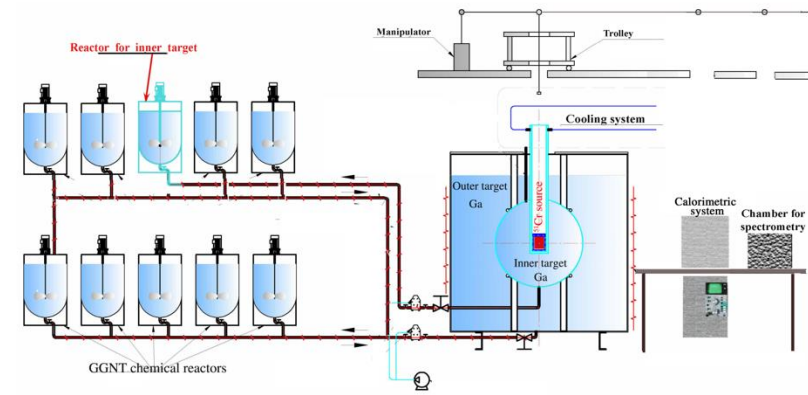 Reactor for inner target
Manipulator
Trolley
Cooling system
Outer target
Ga
51Cr source
Inner target
Ga
Calorimetric
system
Chamber for
spectrometry
GGNT chemical reactors